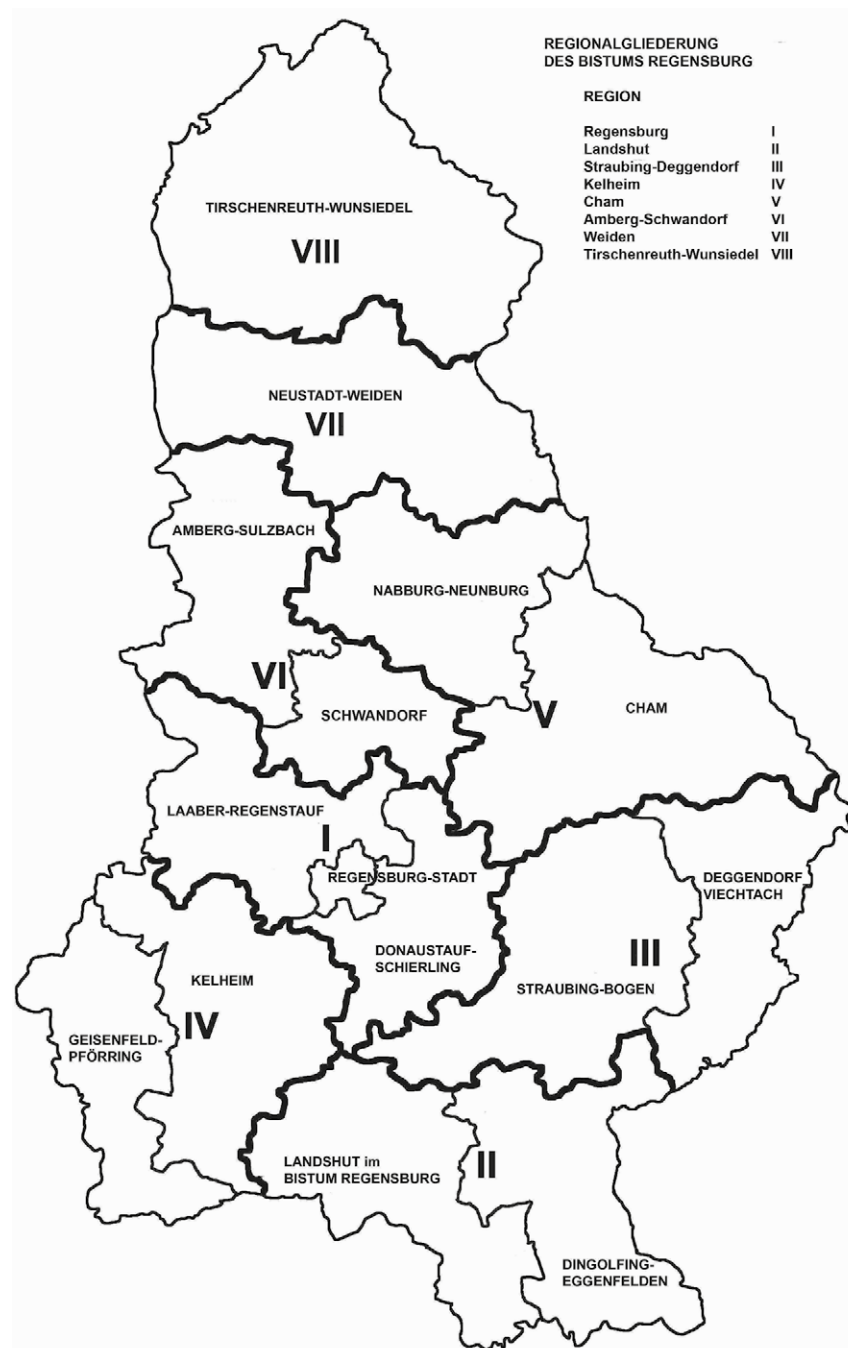 REGIONALGLIEDERUNG
DES BISTUMS REGENSBURG
REGION
Regensburg I
Landshut II
Straubing-Deggendorf III
Kelheim IV
Cham V
Amberg-Schwandorf VI
Weiden VII
Tirschenreuth-Wunsiedel VIII
TIRSCHENREUTH-WUNSIEDEL
VIII
NEUSTADT-WEIDEN
VII
AMBERG-SULZBACH
NABBURG-NEUNBURG
VI
SCHWANDORF
V
CHAM
LAABER-REGENSTAUF
I
REGENSBURG-STADT
DEGGENDORF
VIECHTACH
DONAUSTAUF-
SCHIERLING
III
STRAUBING-BOGEN
KELHEIM
IV
GEISENFELD-
PFÖRRING
LANDSHUT im
BISTUM REGENSBURG
II
DINGOLFING-
EGGENFELDEN